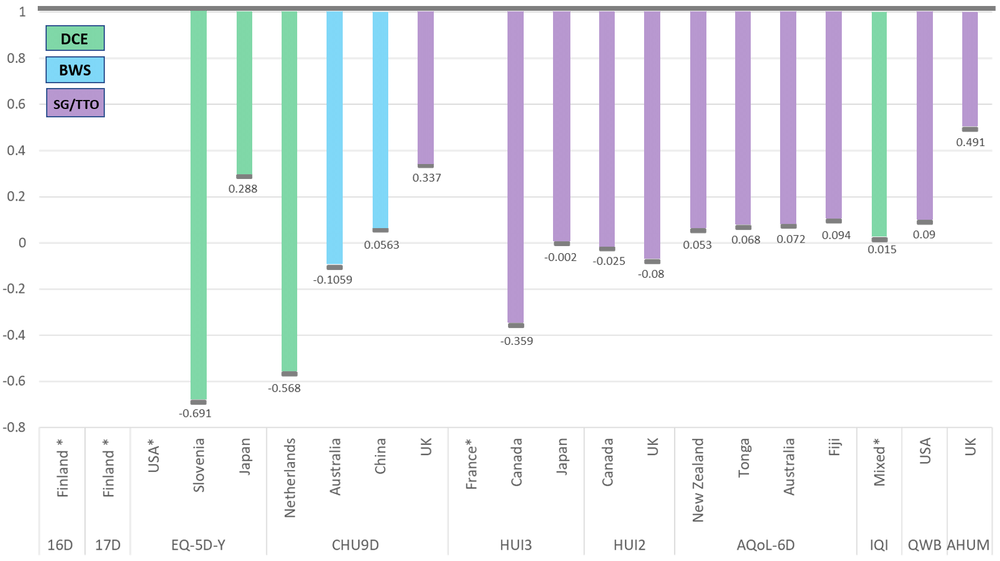 1
0.8
0.6
0.4
0.2
0
-0.2
-0.4
-0.6
-0.8
DCE
BWS
SG/TTO
-0.691
0.288
-0.568
-0.1059
0.0563
0.337
-0.359
-0.002
-0.025
-0.08
0.053
0.068
0.072
0.094
0.015
0.09
0.491
Finland *
Finland *
USA*
Slovenia
Japan
Netherlands
Australia
China
UK
France*
Canada
Japan
Canada
UK
New Zealand
Tonga
Australia
Fiji
Mixed*
USA
UK
16D
17D
EQ-5D-Y
CHU9D
HUI3
HUI2
AQoL-6D
IQI
QWB
AHUM